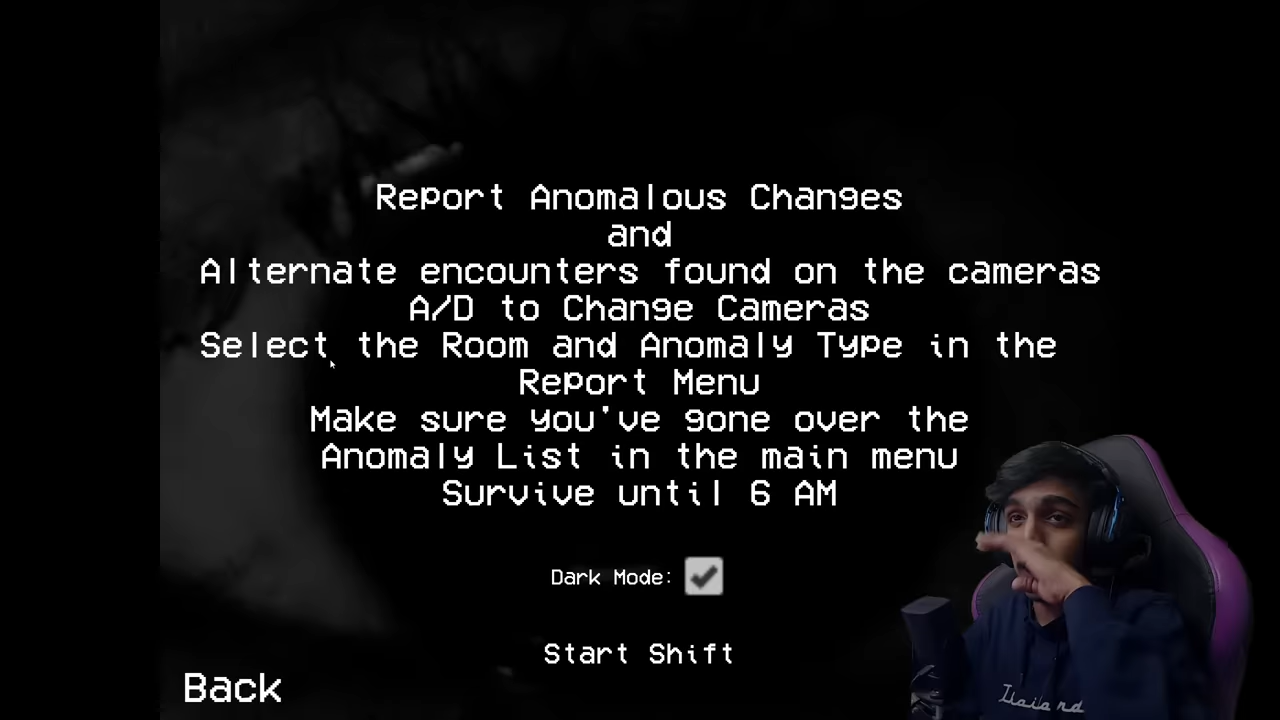 Report Anomalous Changes
and
Alternate encounters found on the cameras
A/D to Change Cameras
Select the Room and Anomaly Type in the
Report Menu
Make sure you've gone over the
Anomaly List in the main menu
Survive until 6 AM
Dark Mode:
Start Shift
Back